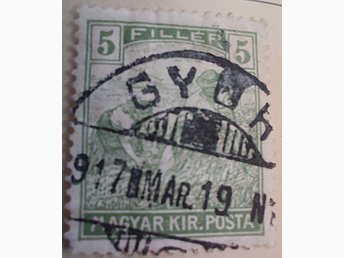 FILLÉR
5 5
GYŐR
917 MAR.19 N
MAGYAR KIR. POSTA